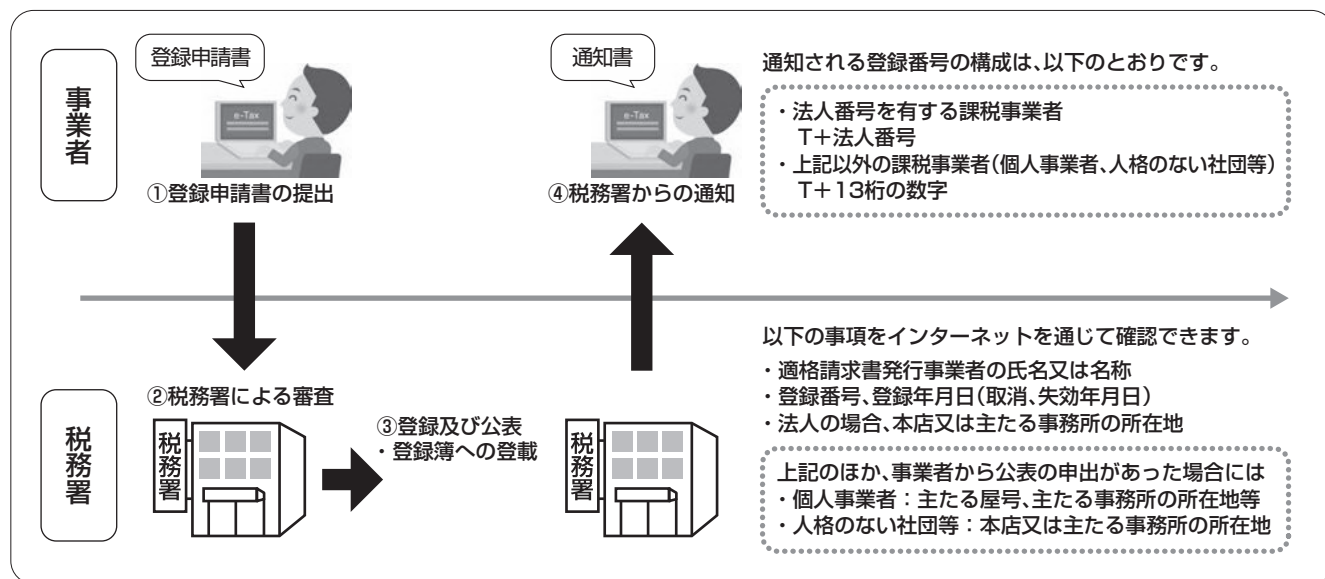 事業者
登録申請書
e-Tax
①登録申請書の提出
通知書
e-Tax
④税務署からの通知
通知される登録番号の構成は、以下のとおりです。
・法人番号を有する課税事業者
T+法人番号
・上記以外の課税事業者(個人事業者、人格のない社団等)
T+13桁の数字
税務署
②税務署による審査
税務署
③登録及び公表
・登録簿への登載
税務署
以下の事項をインターネットを通じて確認できます。
・適格請求書発行事業者の氏名又は名称
・登録番号、登録年月日(取消、失効年月日)
・法人の場合、本店又は主たる事務所の所在地
上記のほか、事業者から公表の申出があった場合には
・個人事業者:主たる屋号、主たる事務所の所在地等
・人格のない社団等:本店又は主たる事務所の所在地